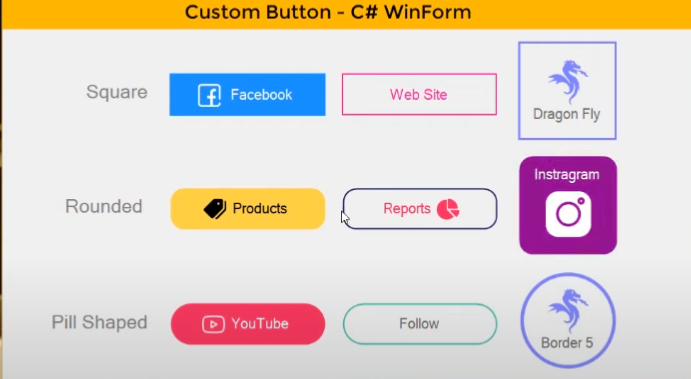 Custom Button - C# WinForm
Square
Facebook
Web Site
Dragon Fly
Rounded
Products
Reports
Instragram
Pill Shaped
YouTube
Follow
Border 5